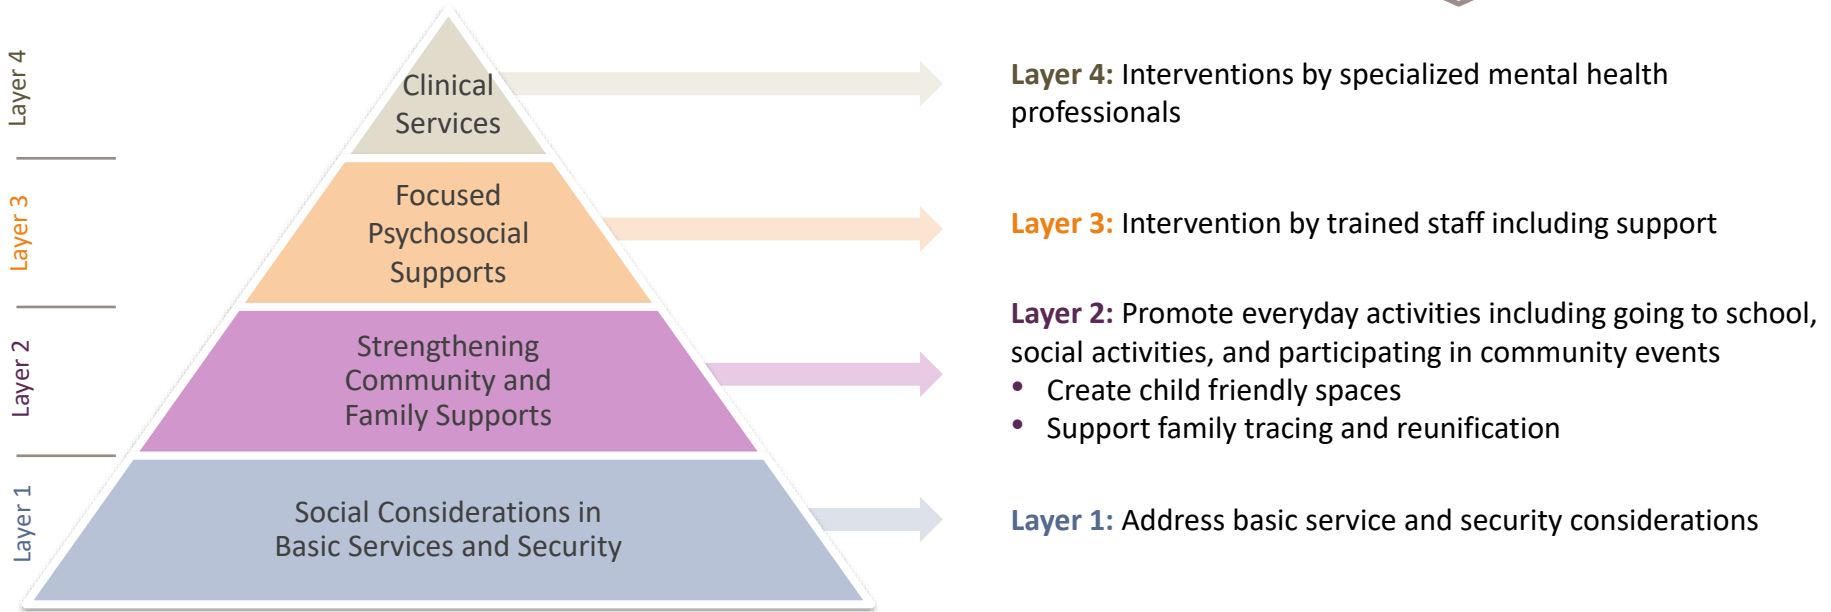 Layer 4
Clinical
Services
Layer 4: Interventions by specialized mental health
professionals
Layer 3
Focused
Psychosocial
Supports
Layer 3: Intervention by trained staff including support
Layer 2
Strengthening
Community and
Family Supports
Layer 2: Promote everyday activities including going to school,
social activities, and participating in community events
• Create child friendly spaces
• Support family tracing and reunification
Layer 1
Social Considerations in
Basic Services and Security
Layer 1: Address basic service and security considerations